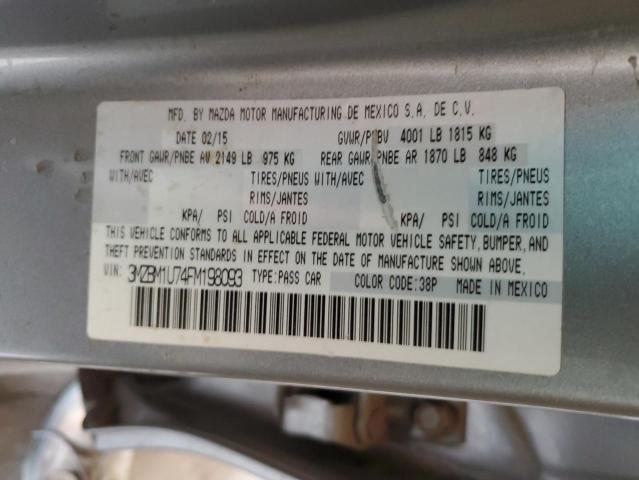 MFD. BY MAZDA MOTOR MANUFACTURING DE MEXICO S.A. DE C.V.
DATE 02/15 GVWR/PNBV 4001 LB 1815 KG
FRONT GAWR/PNBE AV 2149 LB 975 KG REAR GAWR/PNBE AR 1870 LB 848 KG
WITH/AVEC TIRES/PNEUS WITH/AVEC TIRES/PNEUS
RIMS/JANTES RIMS/JANTES
KPA/ PSI COLD/A FROID KPA/ PSI COLD/A FROID
THIS VEHICLE CONFORMS TO ALL APPLICABLE FEDERAL MOTOR VEHICLE SAFETY, BUMPER, AND
THEFT PREVENTION STANDARDS IN EFFECT ON THE DATE OF MANUFACTURE SHOWN ABOVE.
VIN: 3MZBM1U74FM198093 TYPE:PASS CAR COLOR CODE:38P MADE IN MEXICO